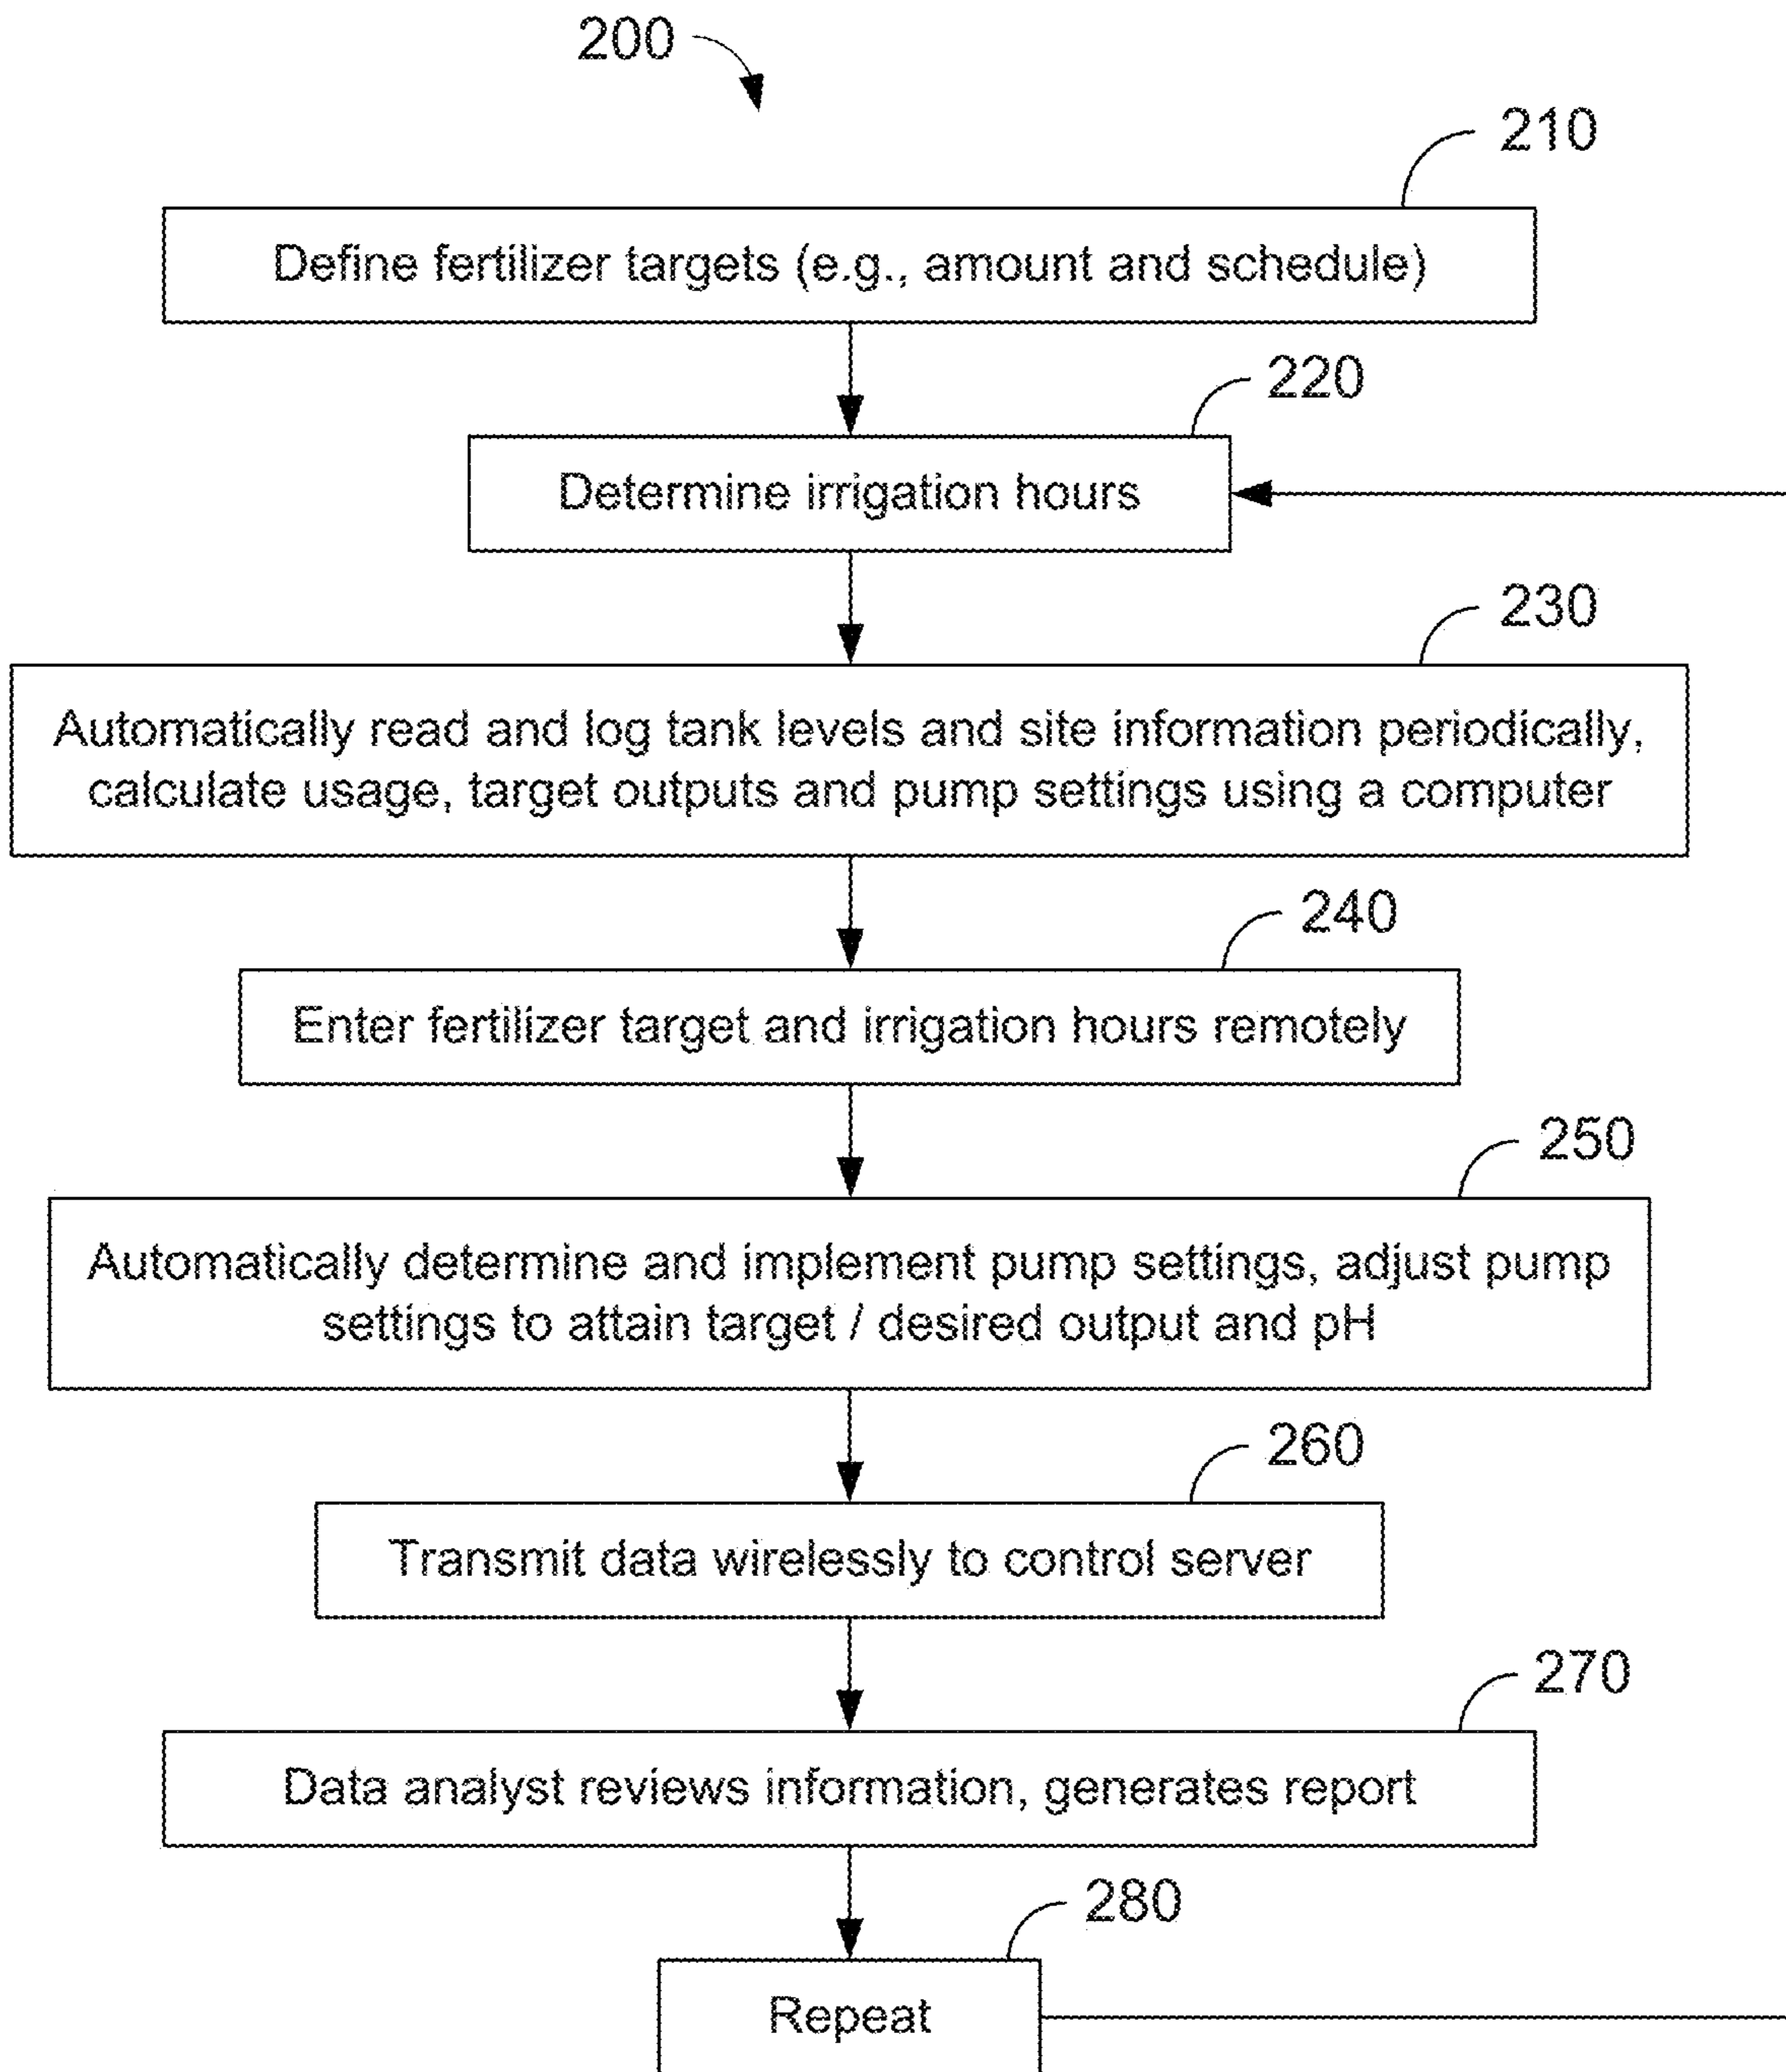 200
210
Define fertilizer targets (e.g., amount and schedule)
220
Determine irrigation hours
230
Automatically read and log tank levels and site information periodically,
calculate usage, target outputs and pump settings using a computer
240
Enter fertilizer target and irrigation hours remotely
250
Automatically determine and implement pump settings, adjust pump
settings to attain target / desired output and pH
260
Transmit data wirelessly to control server
270
Data analyst reviews information, generates report
280
Repeat